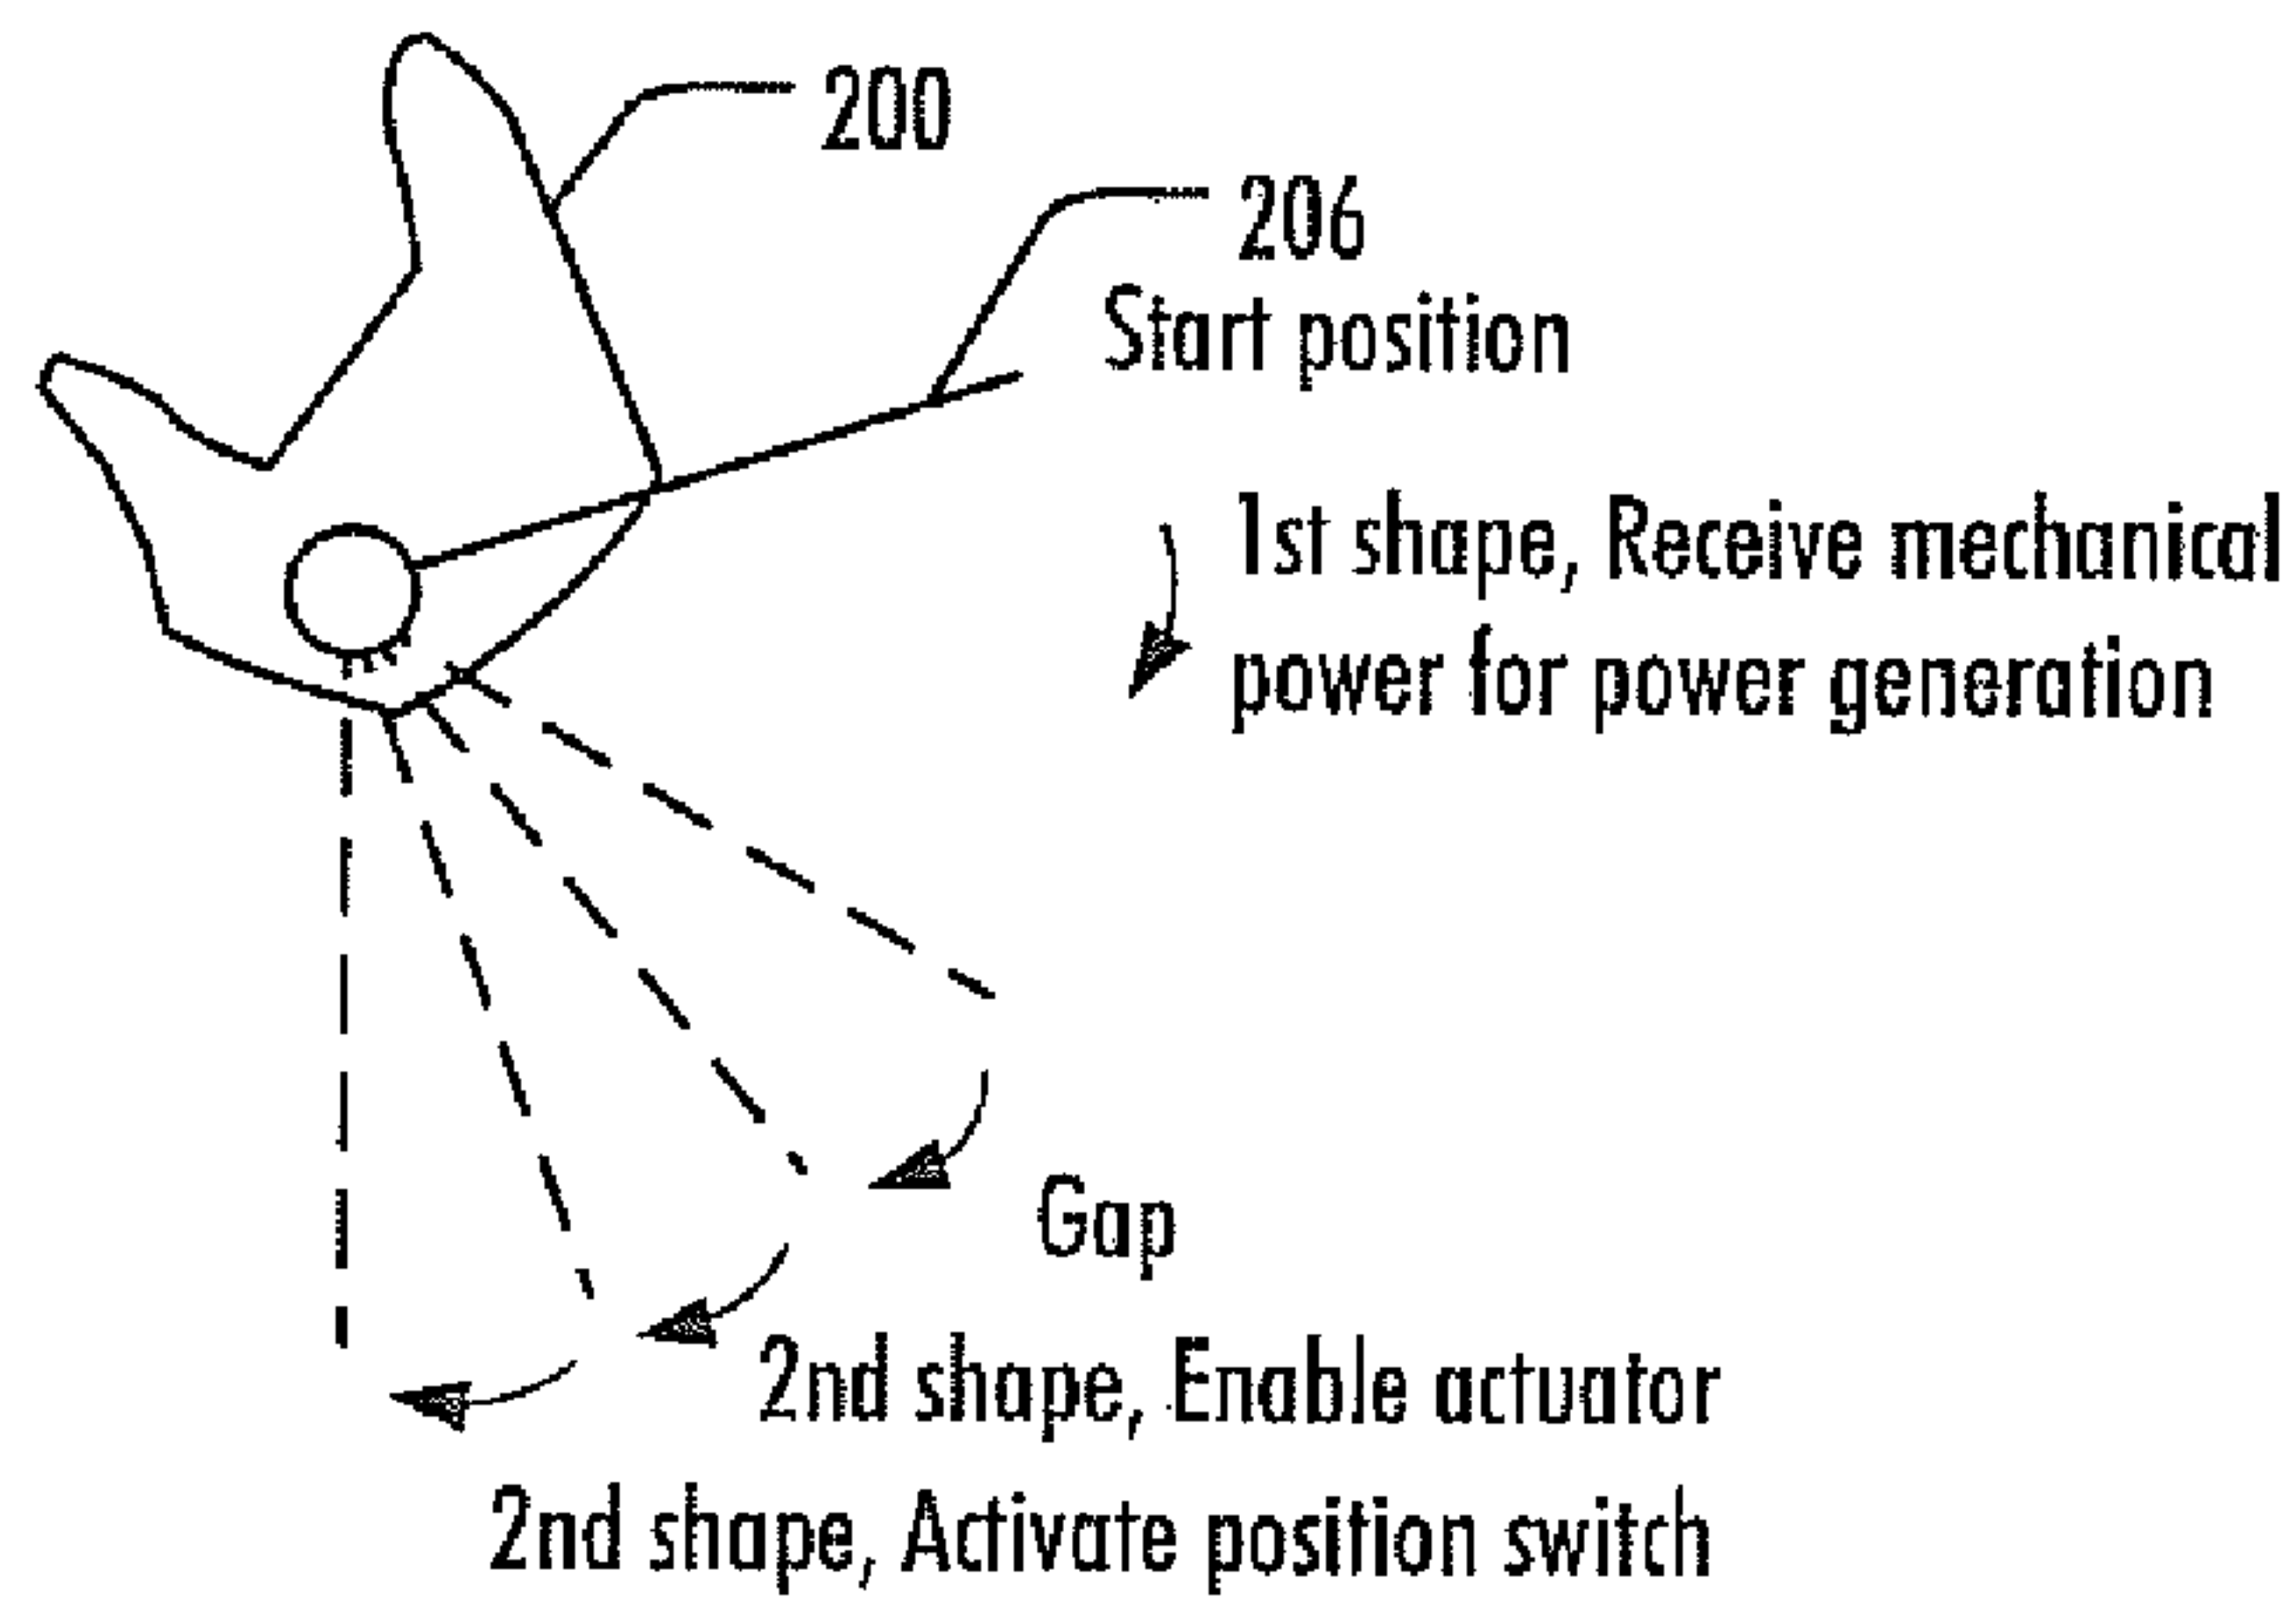 200
206
Start position
1st shape, Receive mechanical
power for power generation
Gap
2nd shape, Enable actuator
2nd shape, Activate position switch